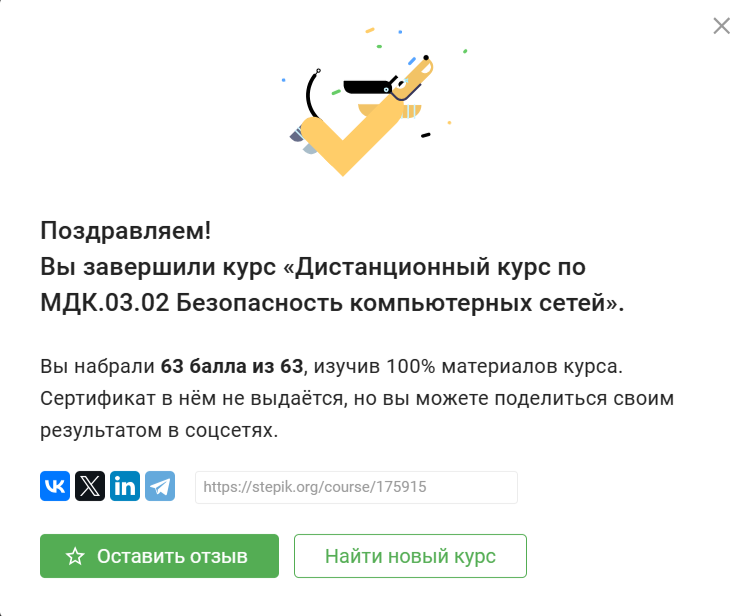 Поздравляем!
Вы завершили курс «Дистанционный курс по
МДК.03.02 Безопасность компьютерных сетей».
Вы набрали 63 балла из 63, изучив 100% материалов курса.
Сертификат в нём не выдаётся, но вы можете поделиться своим
результатом в соцсетях.
https://stepik.org/course/175915
Оставить отзыв
Найти новый курс